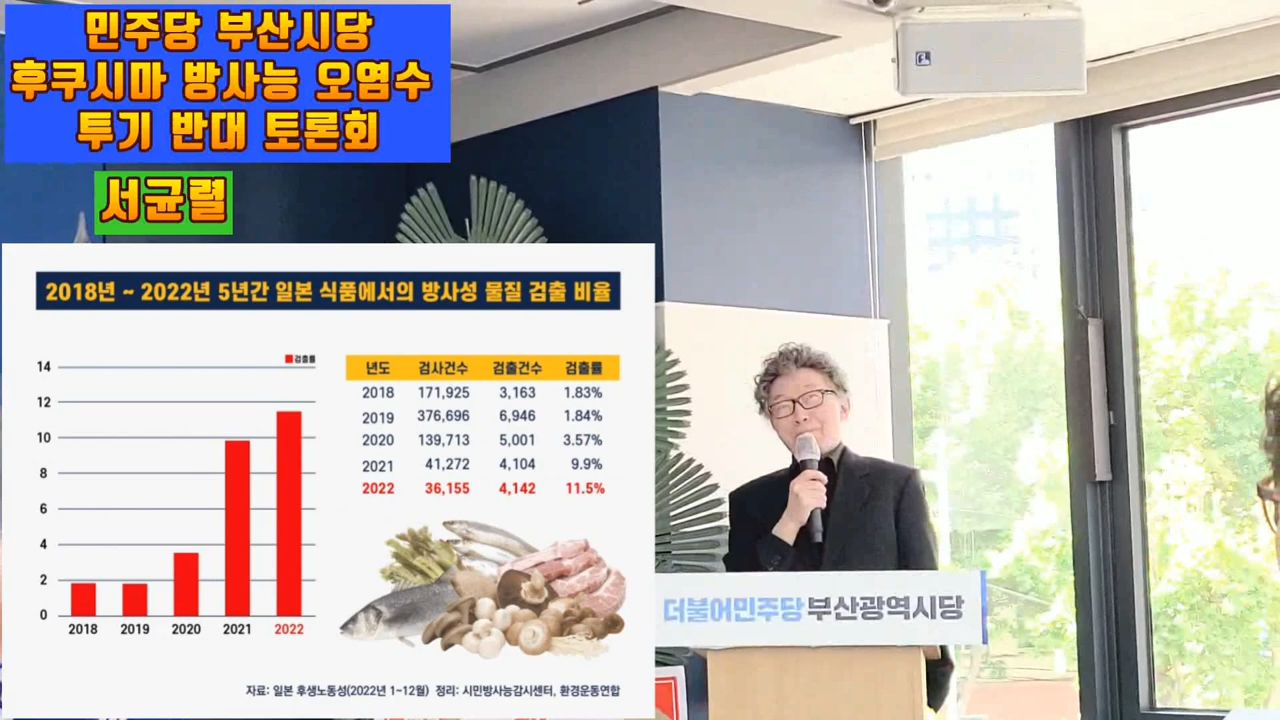 민주당 부산시당
후쿠시마 방사능 오염수
투기 반대 토론회
서균렬
2018년 ~ 2022년 5년간 일본 식품에서의 방사성 물질 검출 비율
검출률
14
12
10
8
6
4
2
0
2018 2019 2020 2021 2022
년도 검사건수 검출건수 검출률
2018 171,925 3,163 1.83%
2019 376,696 6,946 1.84%
2020 139,713 5,001 3.57%
2021 41,272 4,104 9.9%
2022 36,155 4,142 11.5%
자료: 일본 후생노동성(2022년 1~12월) 정리: 시민방사능감시센터, 환경운동연합
더불어민주당 부산광역시당